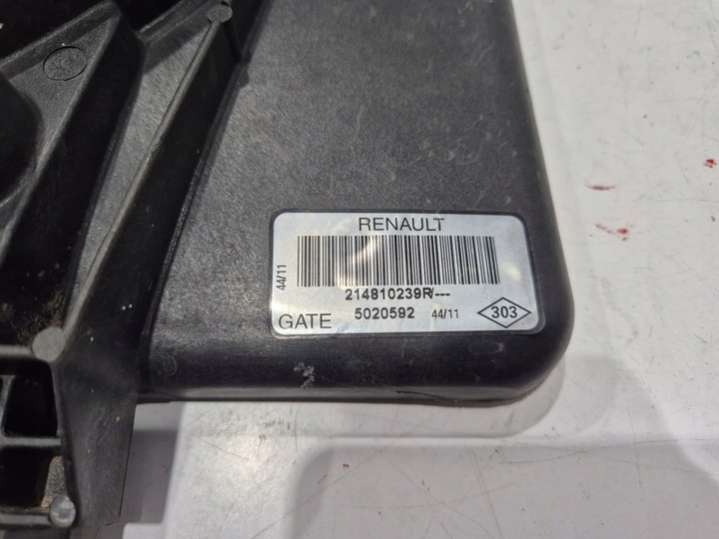 RENAULT
44/11
214810239R/---
GATE 5020592 44/11 303